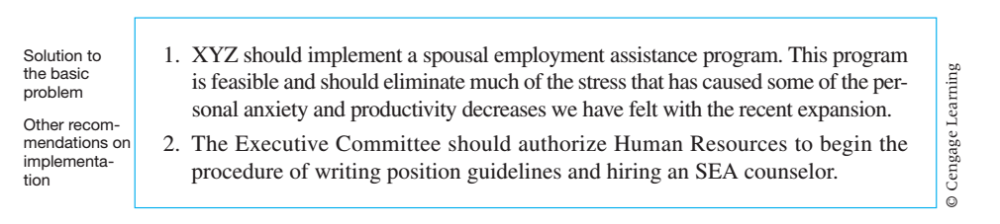 Solution to
the basic
problem
Other recom-
mendations on
implementa-
tion
1. XYZ should implement a spousal employment assistance program. This program
is feasible and should eliminate much of the stress that has caused some of the per-
sonal anxiety and productivity decreases we have felt with the recent expansion.
2. The Executive Committee should authorize Human Resources to begin the
procedure of writing position guidelines and hiring an SEA counselor.
© Cengage Learning